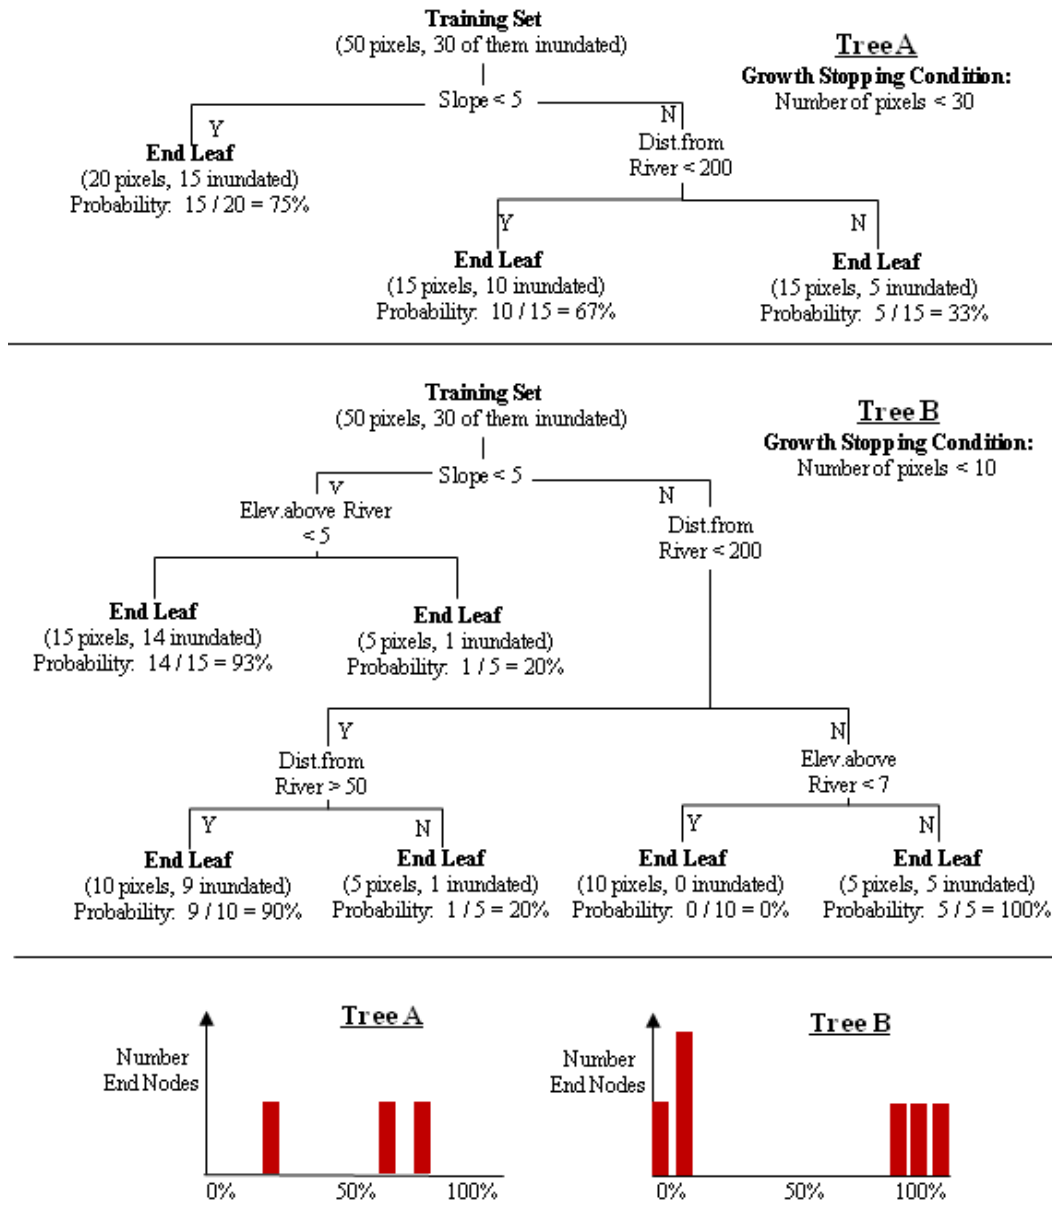 Training Set
(50 pixels, 30 of them inundated)
Tree A
Growth Stopping Condition:
Number of pixels < 30
Slope < 5
Y
N
End Leaf
(20 pixels, 15 inundated)
Probability: 15 / 20 = 75%
Dist.from
River < 200
Y
N
End Leaf
(15 pixels, 10 inundated)
Probability: 10 / 15 = 67%
End Leaf
(15 pixels, 5 inundated)
Probability: 5 / 15 = 33%
Training Set
(50 pixels, 30 of them inundated)
Tree B
Growth Stopping Condition:
Number of pixels < 10
Slope < 5
Y
N
Elev.above River
< 5
Dist.from
River < 200
End Leaf
(15 pixels, 14 inundated)
Probability: 14 / 15 = 93%
End Leaf
(5 pixels, 1 inundated)
Probability: 1 / 5 = 20%
Y
N
Dist.from
River > 50
Elev.above
River < 7
Y
N
Y
N
End Leaf
(10 pixels, 9 inundated)
Probability: 9 / 10 = 90%
End Leaf
(5 pixels, 1 inundated)
Probability: 1 / 5 = 20%
End Leaf
(10 pixels, 0 inundated)
Probability: 0 / 10 = 0%
End Leaf
(5 pixels, 5 inundated)
Probability: 5 / 5 = 100%
Tree A
Number
End Nodes
0% 50% 100%
Tree B
Number
End Nodes
0% 50% 100%